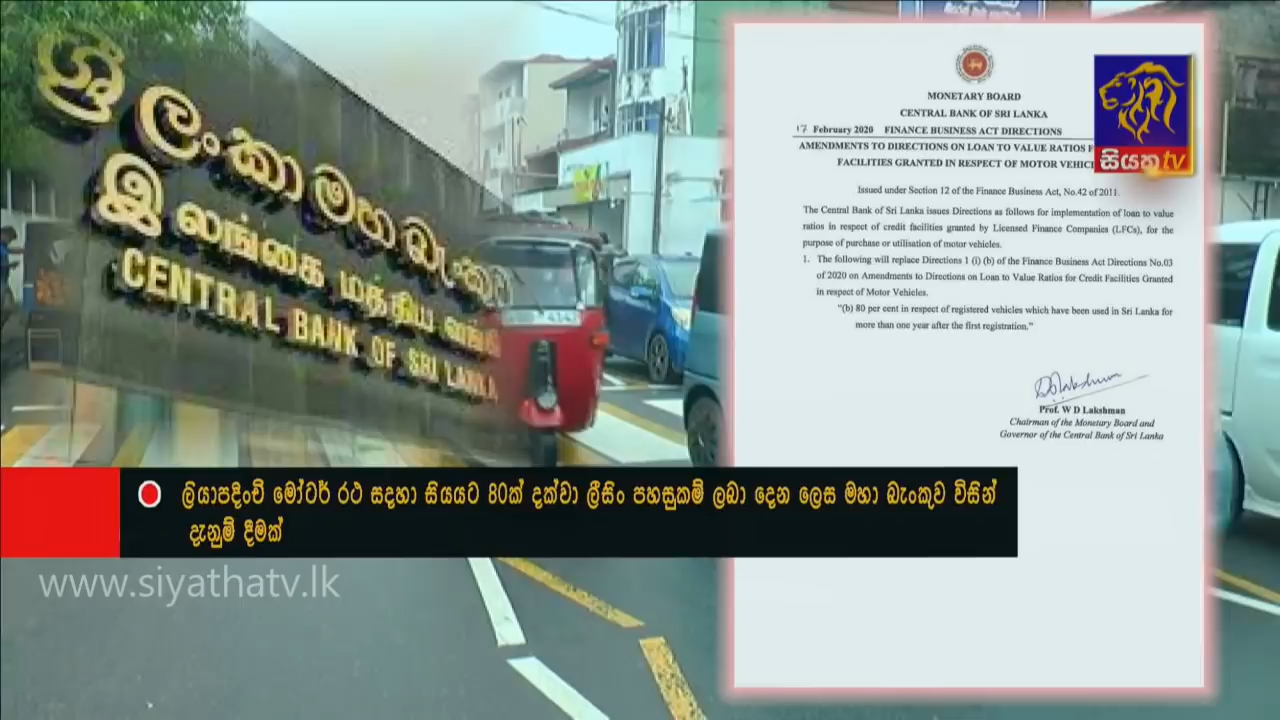 ශ්‍රී ලංකා මහ බැංකුව
இலங்கை மத்திய வங்கி
CENTRAL BANK OF SRI LANKA
MONETARY BOARD
CENTRAL BANK OF SRI LANKA
17 February 2020 FINANCE BUSINESS ACT DIRECTIONS
AMENDMENTS TO DIRECTIONS ON LOAN TO VALUE RATIOS
FACILITIES GRANTED IN RESPECT OF MOTOR
Issued under Section 12 of the Finance Business Act, No.42 of 2011.
The Central Bank of Sri Lanka issues Directions as follows for implementation of loan to value
ratios in respect of credit facilities granted by Licensed Finance Companies (LFCs), for the
purpose of purchase or utilisation of motor vehicles.
1. The following will replace Directions 1 (i) (b) of the Finance Business Act Directions No.03
of 2020 on Amendments to Directions on Loan to Value Ratios for Credit Facilities Granted
in respect of Motor Vehicles.
“(b) 80 per cent in respect of registered vehicles which have been used in Sri Lanka for
more than one year after the first registration.”
Prof. W D Lakshman
Chairman of the Monetary Board and
Governor of the Central Bank of Sri Lanka
සියත tv
ලියාපදිංචි මෝටර් රථ සදහා සියයට 80ක් දක්වා ලීසිං පහසුකම් ලබා දෙන ලෙස මහා බැංකුව විසින්
දැනුම් දීමක්
www.siyathatv.lk